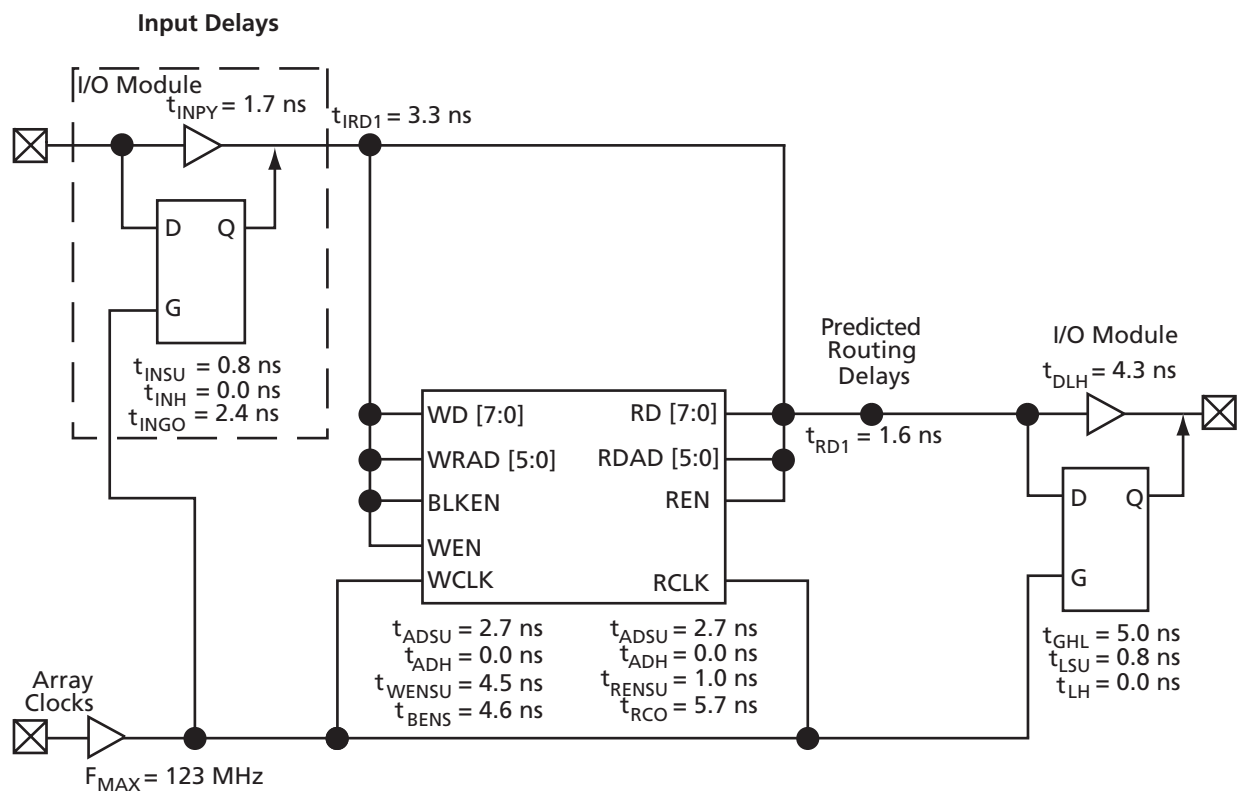 Input Delays
I/O Module
tINPY = 1.7 ns
tIRD1 = 3.3 ns
D Q
G
tINSU = 0.8 ns
tINH = 0.0 ns
tINGO = 2.4 ns
Predicted
Routing
Delays
tRD1 = 1.6 ns
I/O Module
tDLH = 4.3 ns
WD [7:0] RD [7:0]
WRAD [5:0] RDAD [5:0]
BLKEN REN
WEN
WCLK RCLK
D Q
G
tADSU = 2.7 ns
tADH = 0.0 ns
tWENSU = 4.5 ns
tBENS = 4.6 ns
tADSU = 2.7 ns
tADH = 0.0 ns
tRENSU = 1.0 ns
tRCO = 5.7 ns
tGHL = 5.0 ns
tLSU = 0.8 ns
tLH = 0.0 ns
Array
Clocks
FMAX = 123 MHz